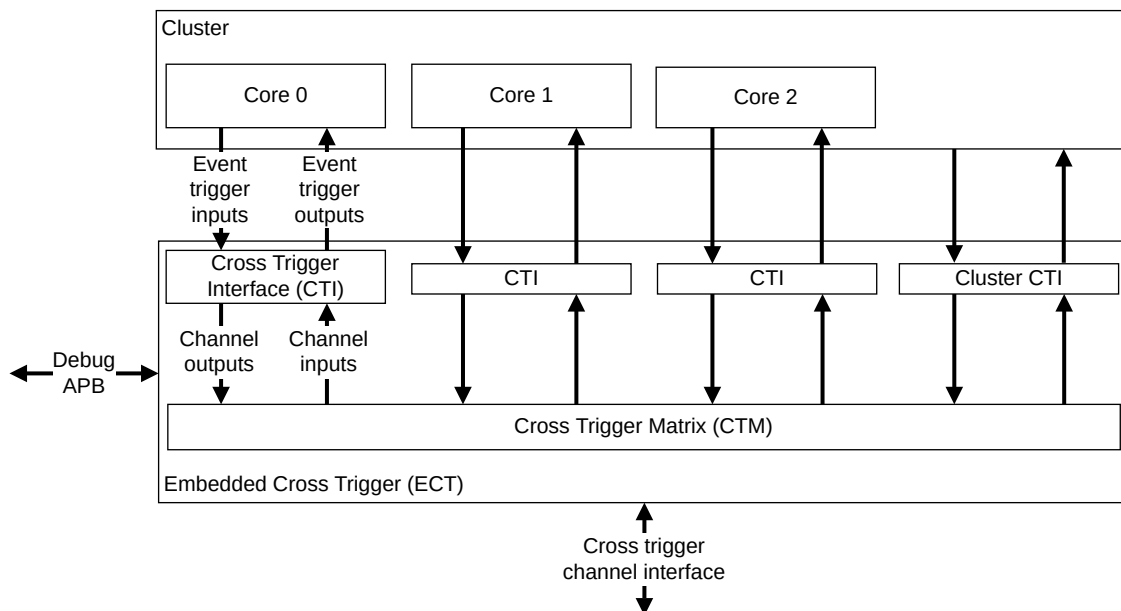 Cluster
Core 0
Core 1
Core 2
Event
trigger
inputs
Event
trigger
outputs
Cross Trigger
Interface (CTI)
CTI
CTI
Cluster CTI
Channel
outputs
Channel
inputs
Debug
APB
Cross Trigger Matrix (CTM)
Embedded Cross Trigger (ECT)
Cross trigger
channel interface